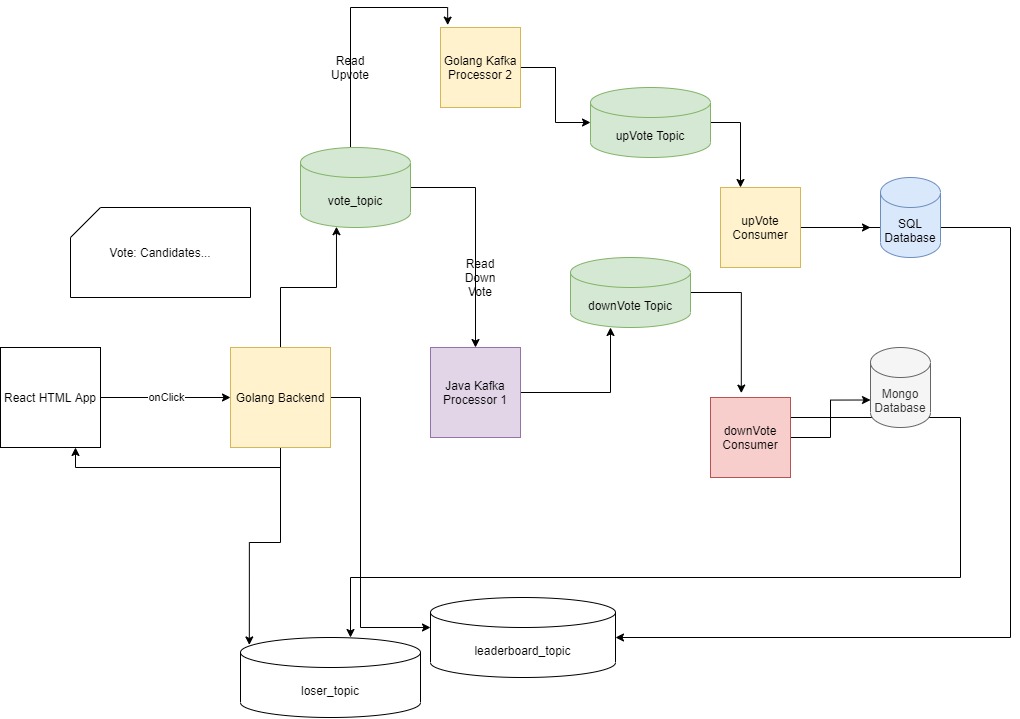 Read
Upvote
Golang Kafka
Processor 2
upVote Topic
vote_topic
upVote
Consumer
SQL
Database
Vote: Candidates...
Read
Down
Vote
downVote Topic
React HTML App
onClick
Golang Backend
Java Kafka
Processor 1
Mongo
Database
downVote
Consumer
leaderboard_topic
loser_topic